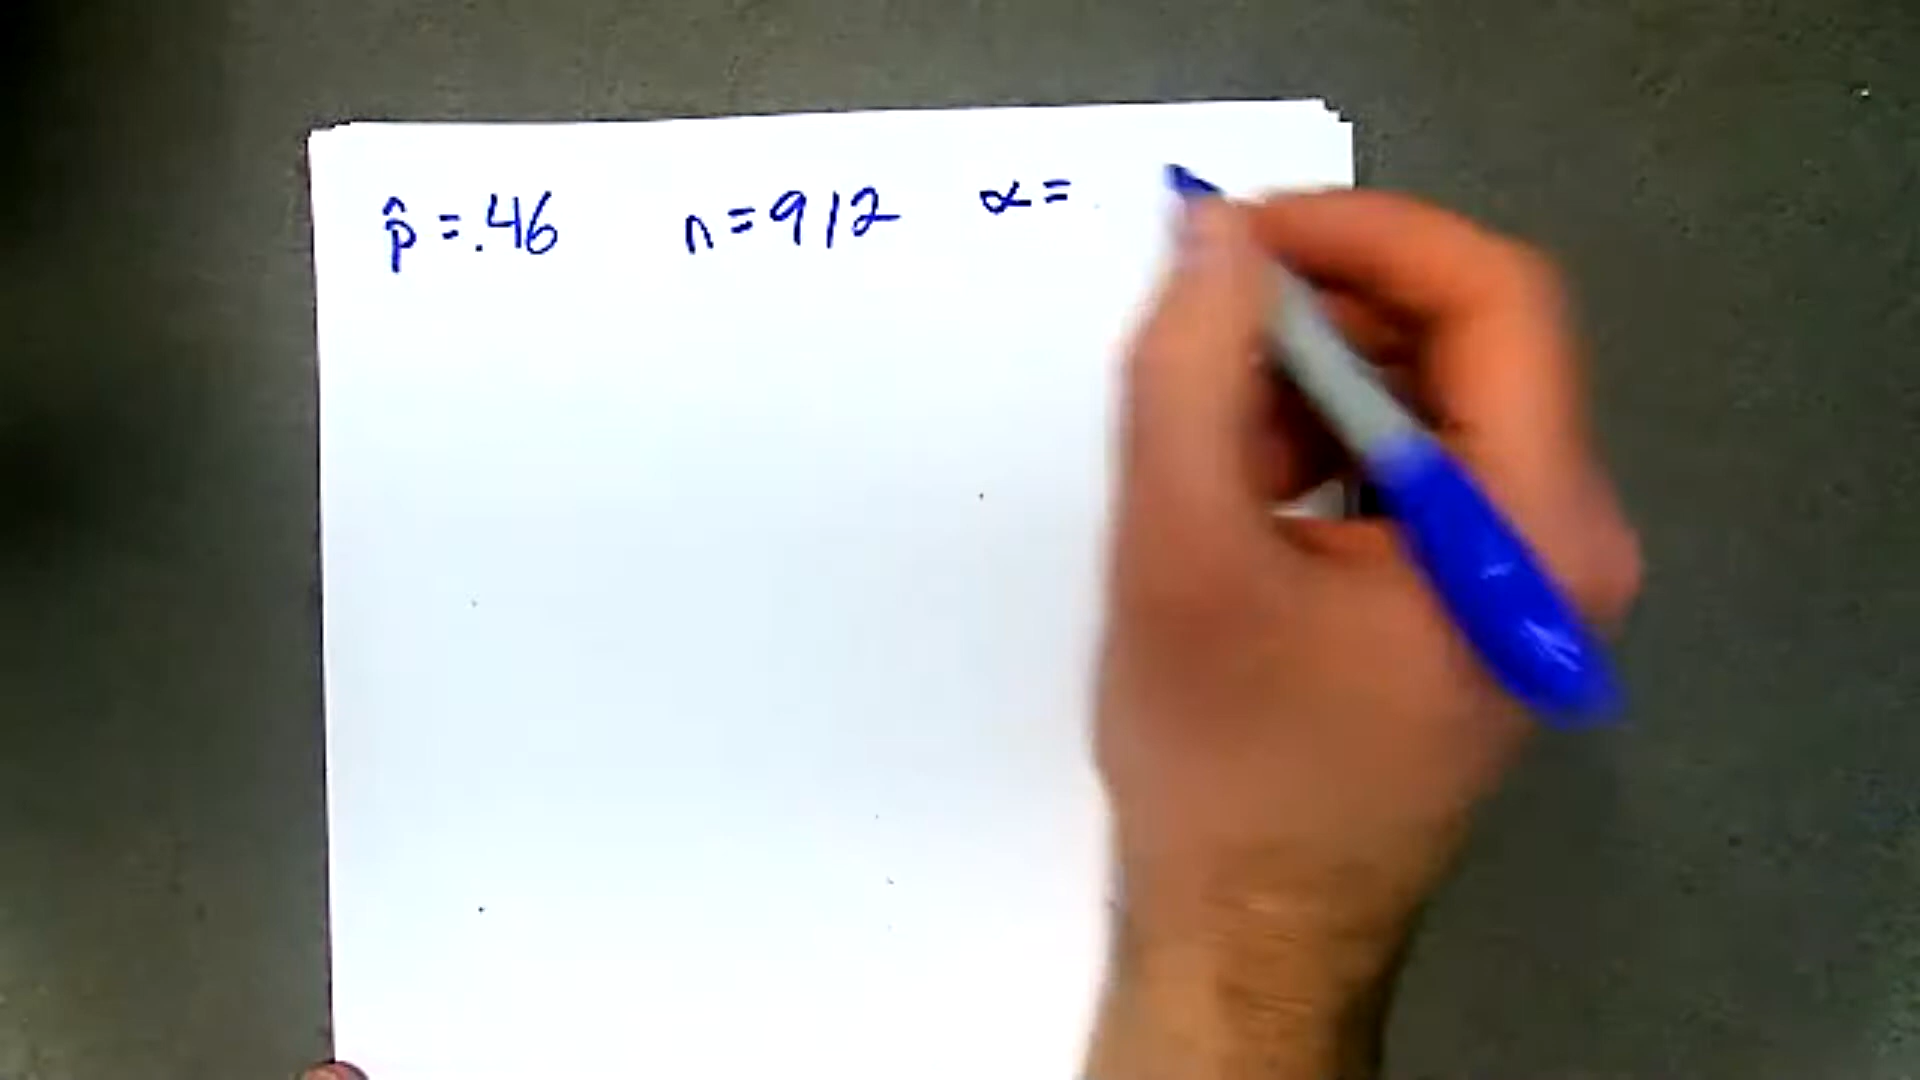 p̂ = .46 n = 912 α = .